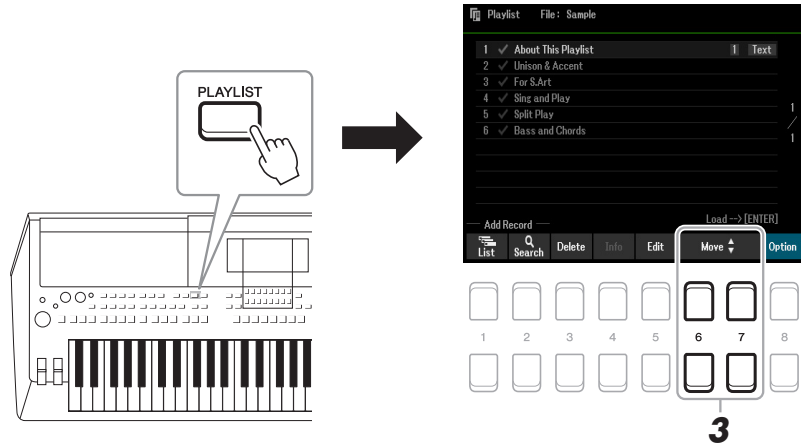 PLAYLIST
Playlist File: Sample
1 ✓ About This Playlist 1 Text
2 ✓ Unison & Accent
3 ✓ For S.Art
4 ✓ Sing and Play
5 ✓ Split Play
6 ✓ Bass and Chords
1
/
1
Load --> [ENTER]
Add Record
List Search Delete Info Edit Move Option
1 2 3 4 5 6 7 8
3